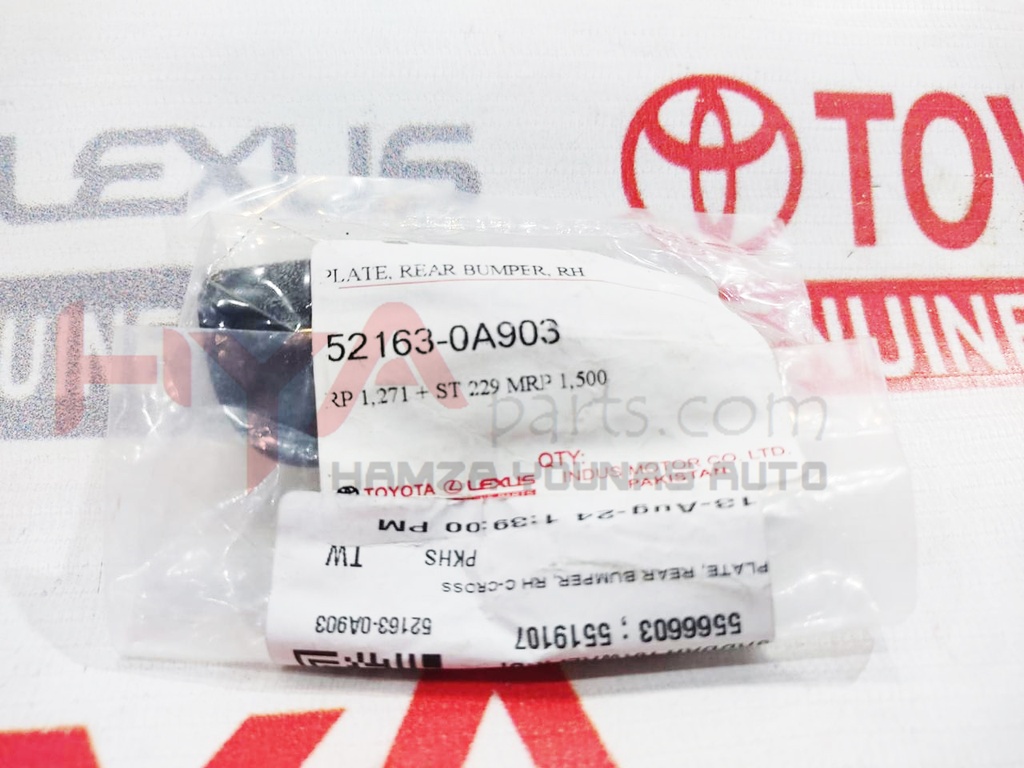 LEXUS
TOYO
PLATE, REAR BUMPER, RH
52163-0A903
RP 1,271 + ST 229 MRP 1,500
HYA parts.com
HAMZA YOUNAS AUTO
QTY:
INDUS MOTOR CO. LTD.
PAKISTAN
TOYOTA LEXUS
13-Aug-24 1:39:00 PM
PKHS TW
PLATE, REAR BUMPER, RH C-CROSS
52163-0A903
5566603 ; 5519107